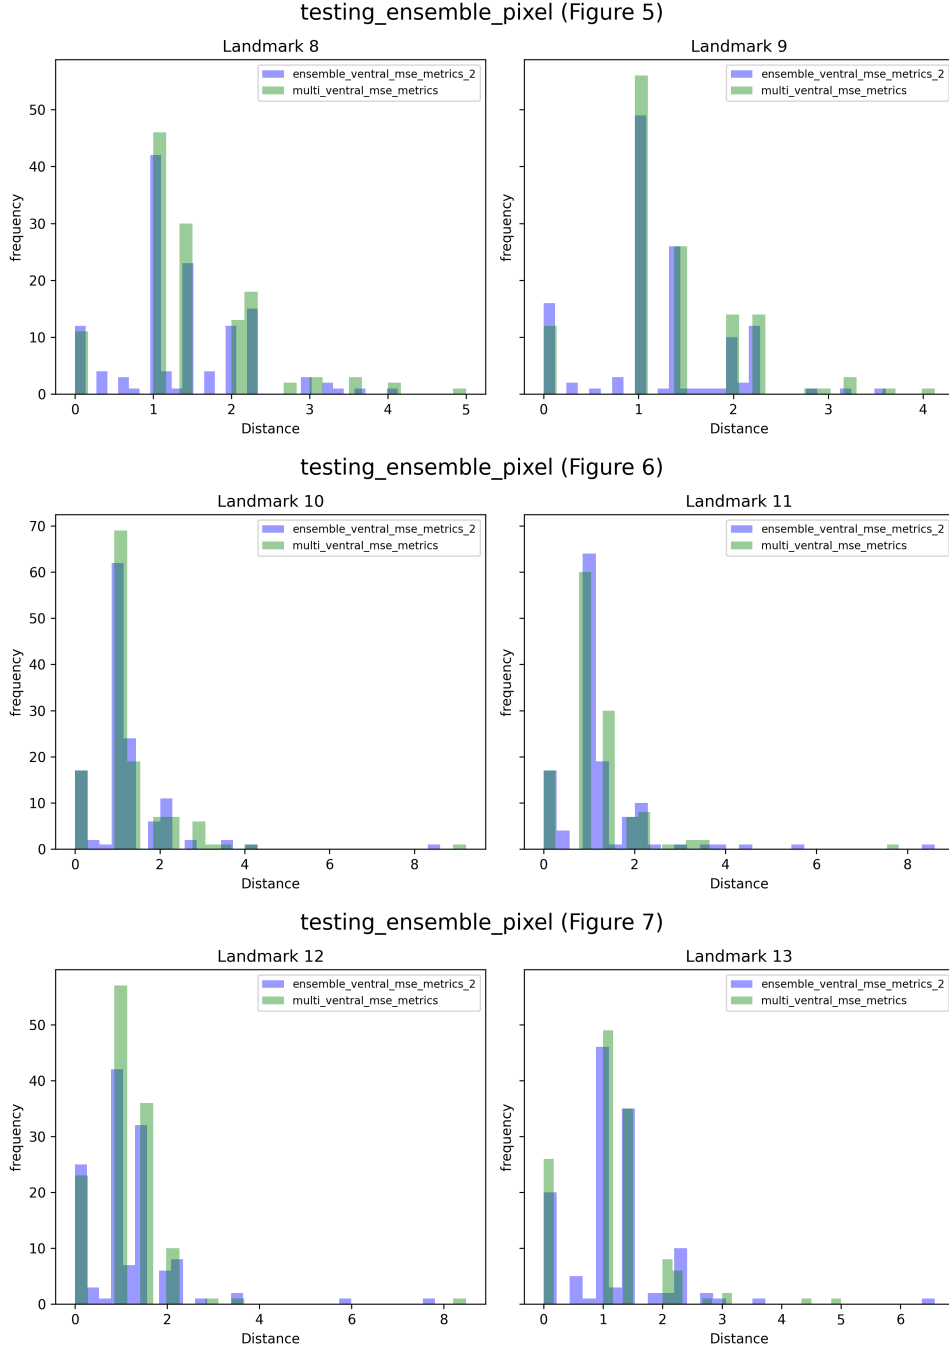 testing_ensemble_pixel (Figure 5)
Landmark 8
Landmark 9
ensemble_ventral_mse_metrics_2
multi_ventral_mse_metrics
ensemble_ventral_mse_metrics_2
multi_ventral_mse_metrics
frequency
50
40
30
20
10
0
0 1 2 3 4 5
Distance
frequency
0 1 2 3 4
Distance
testing_ensemble_pixel (Figure 6)
Landmark 10
Landmark 11
ensemble_ventral_mse_metrics_2
multi_ventral_mse_metrics
ensemble_ventral_mse_metrics_2
multi_ventral_mse_metrics
frequency
70
60
50
40
30
20
10
0
0 2 4 6 8
Distance
frequency
0 2 4 6 8
Distance
testing_ensemble_pixel (Figure 7)
Landmark 12
Landmark 13
ensemble_ventral_mse_metrics_2
multi_ventral_mse_metrics
ensemble_ventral_mse_metrics_2
multi_ventral_mse_metrics
frequency
50
40
30
20
10
0
0 2 4 6 8
Distance
frequency
0 1 2 3 4 5 6
Distance